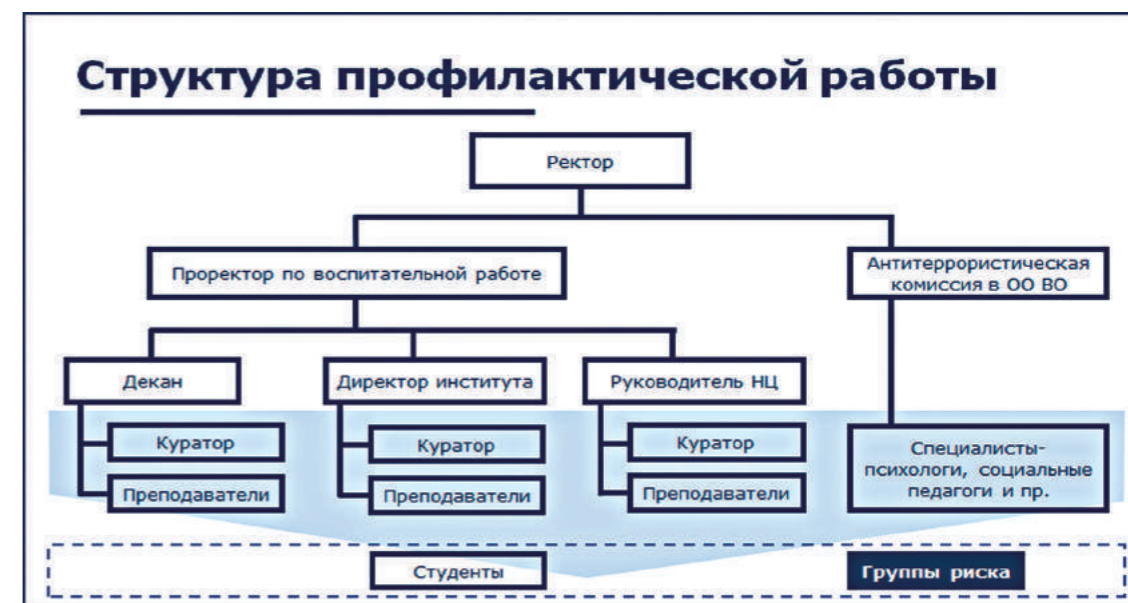 Структура профилактической работы
Ректор
Проректор по воспитательной работе
Антитеррористическая
комиссия в ОО ВО
Декан
Директор института
Руководитель НЦ
Куратор
Куратор
Куратор
Специалисты-
психологи, социальные
педагоги и пр.
Преподаватели
Преподаватели
Преподаватели
Студенты
Группы риска